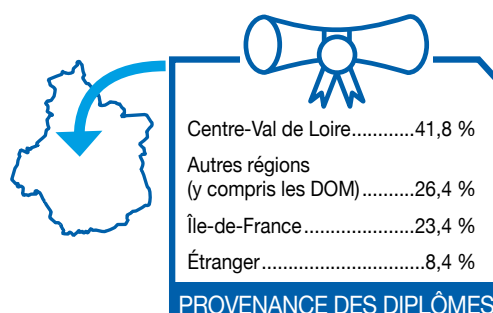 Centre-Val de Loire............41,8 %
Autres régions
(y compris les DOM)..........26,4 %
Île-de-France.....................23,4 %
Étranger...............................8,4 %
PROVENANCE DES DIPLÔMES